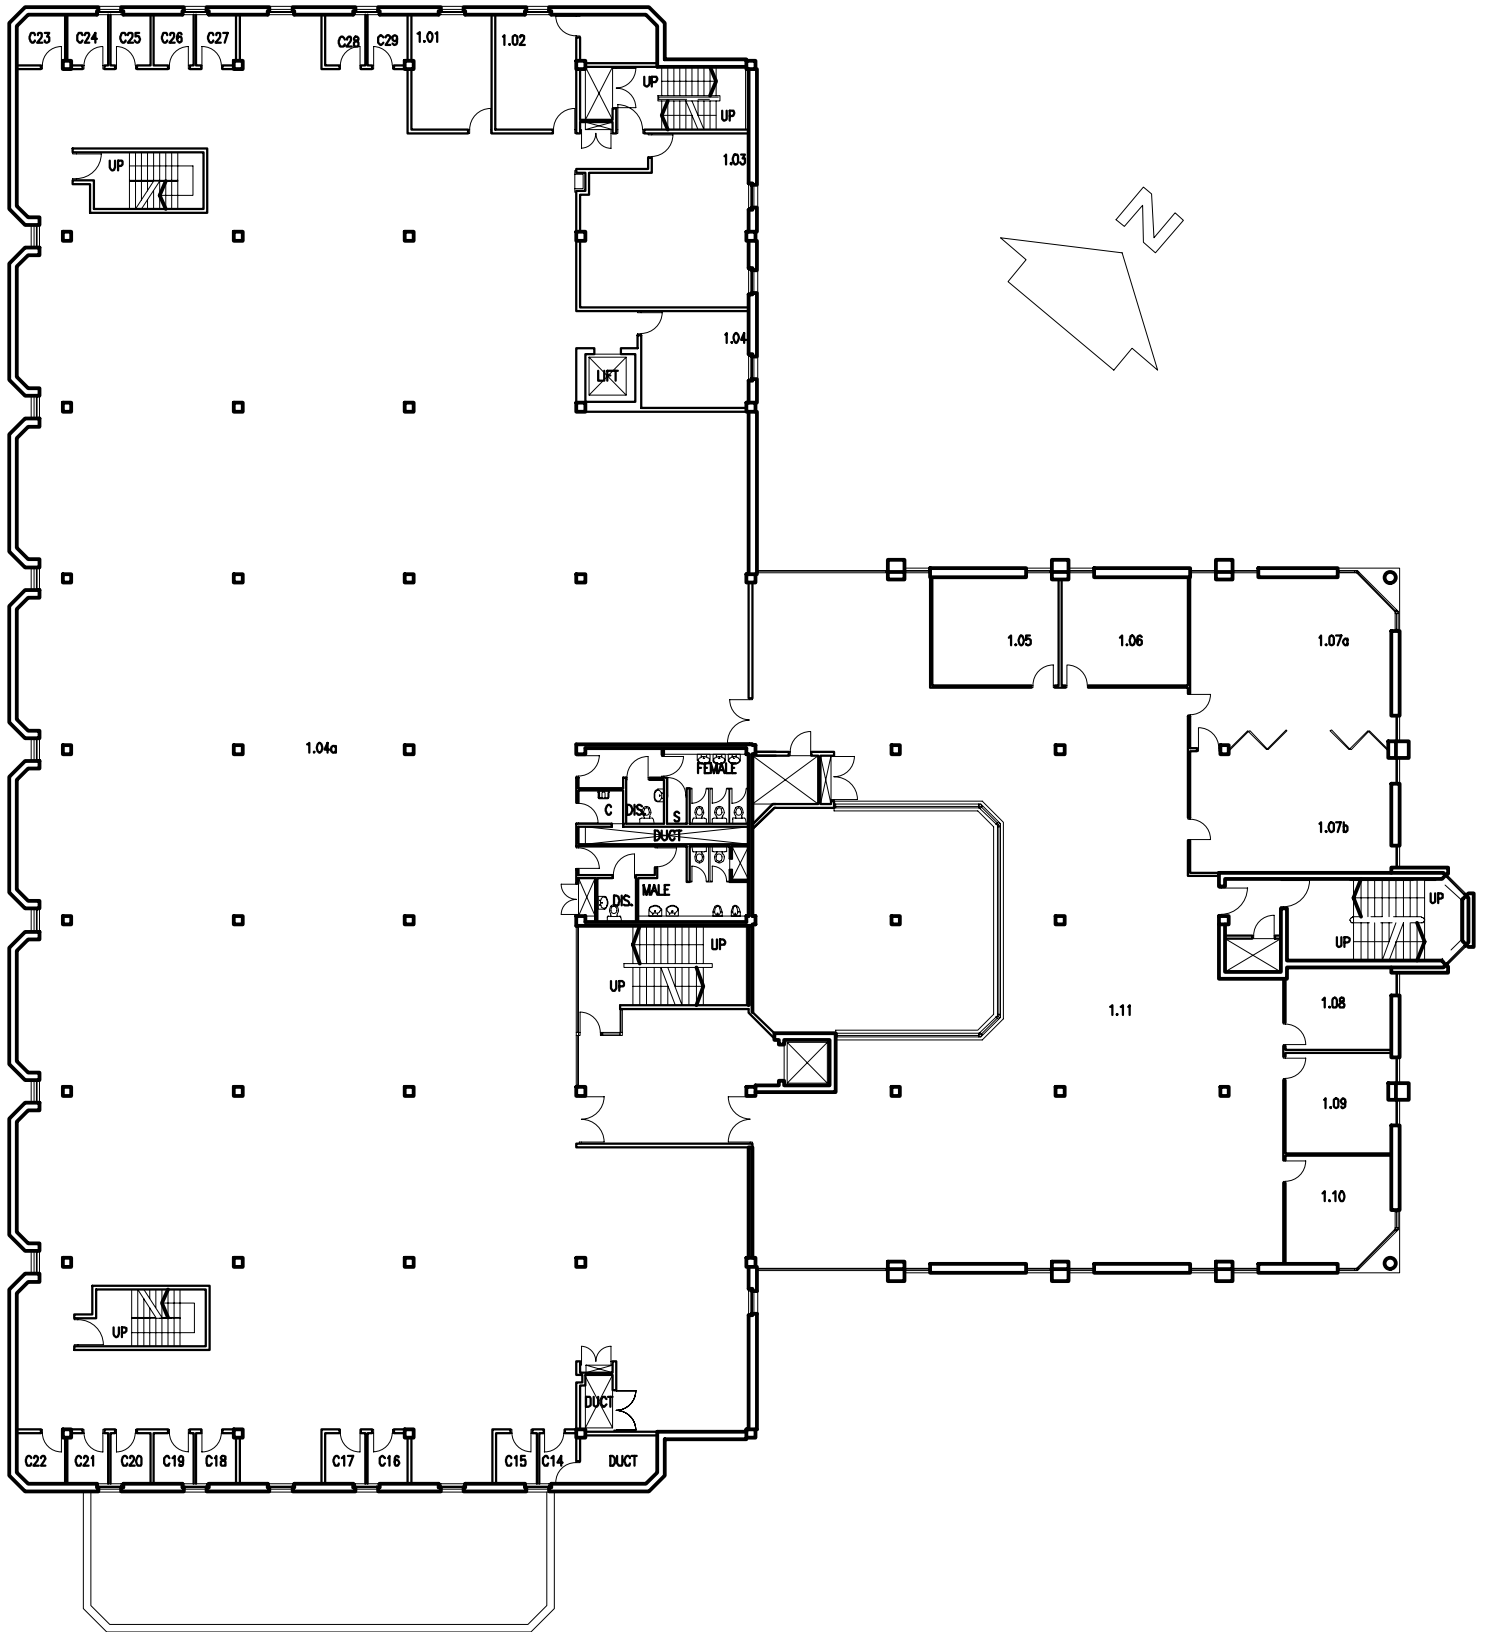 C23 C24 C25 C26 C27 C28 C29 1.01 1.02
UP
UP
1.03
UP
N
1.04
LIFT
1.05 1.06 1.07a
1.04a
FEMALE
C DIS. S
DUCT
1.07b
MALE
DIS.
UP
UP
UP
UP
1.08
1.11
1.09
1.10
UP
DUCT
C22 C21 C20 C19 C18 C17 C16 C15 C14 DUCT